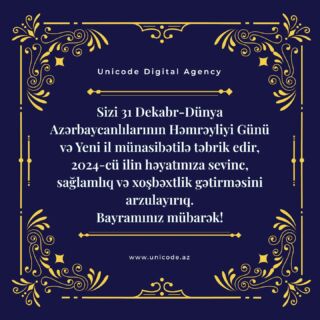 Unicode Digital Agency
Sizi 31 Dekabr-Dünya
Azərbaycanlılarının Həmrəyliyi Günü
və Yeni il münasibətilə təbrik edir,
2024-cü ilin həyatınıza sevinc,
sağlamlıq və xoşbəxtlik gətirməsini
arzulayırıq.
Bayramınız mübarək!
www.unicode.az